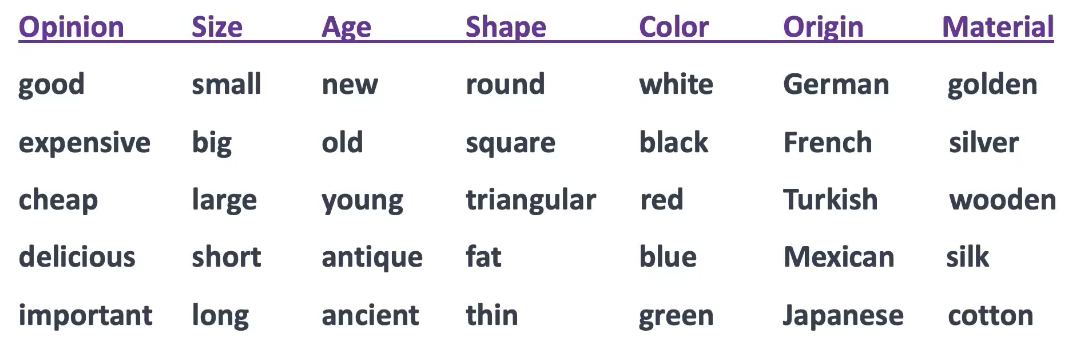 Opinion Size Age Shape Color Origin Material
good small new round white German golden
expensive big old square black French silver
cheap large young triangular red Turkish wooden
delicious short antique fat blue Mexican silk
important long ancient thin green Japanese cotton